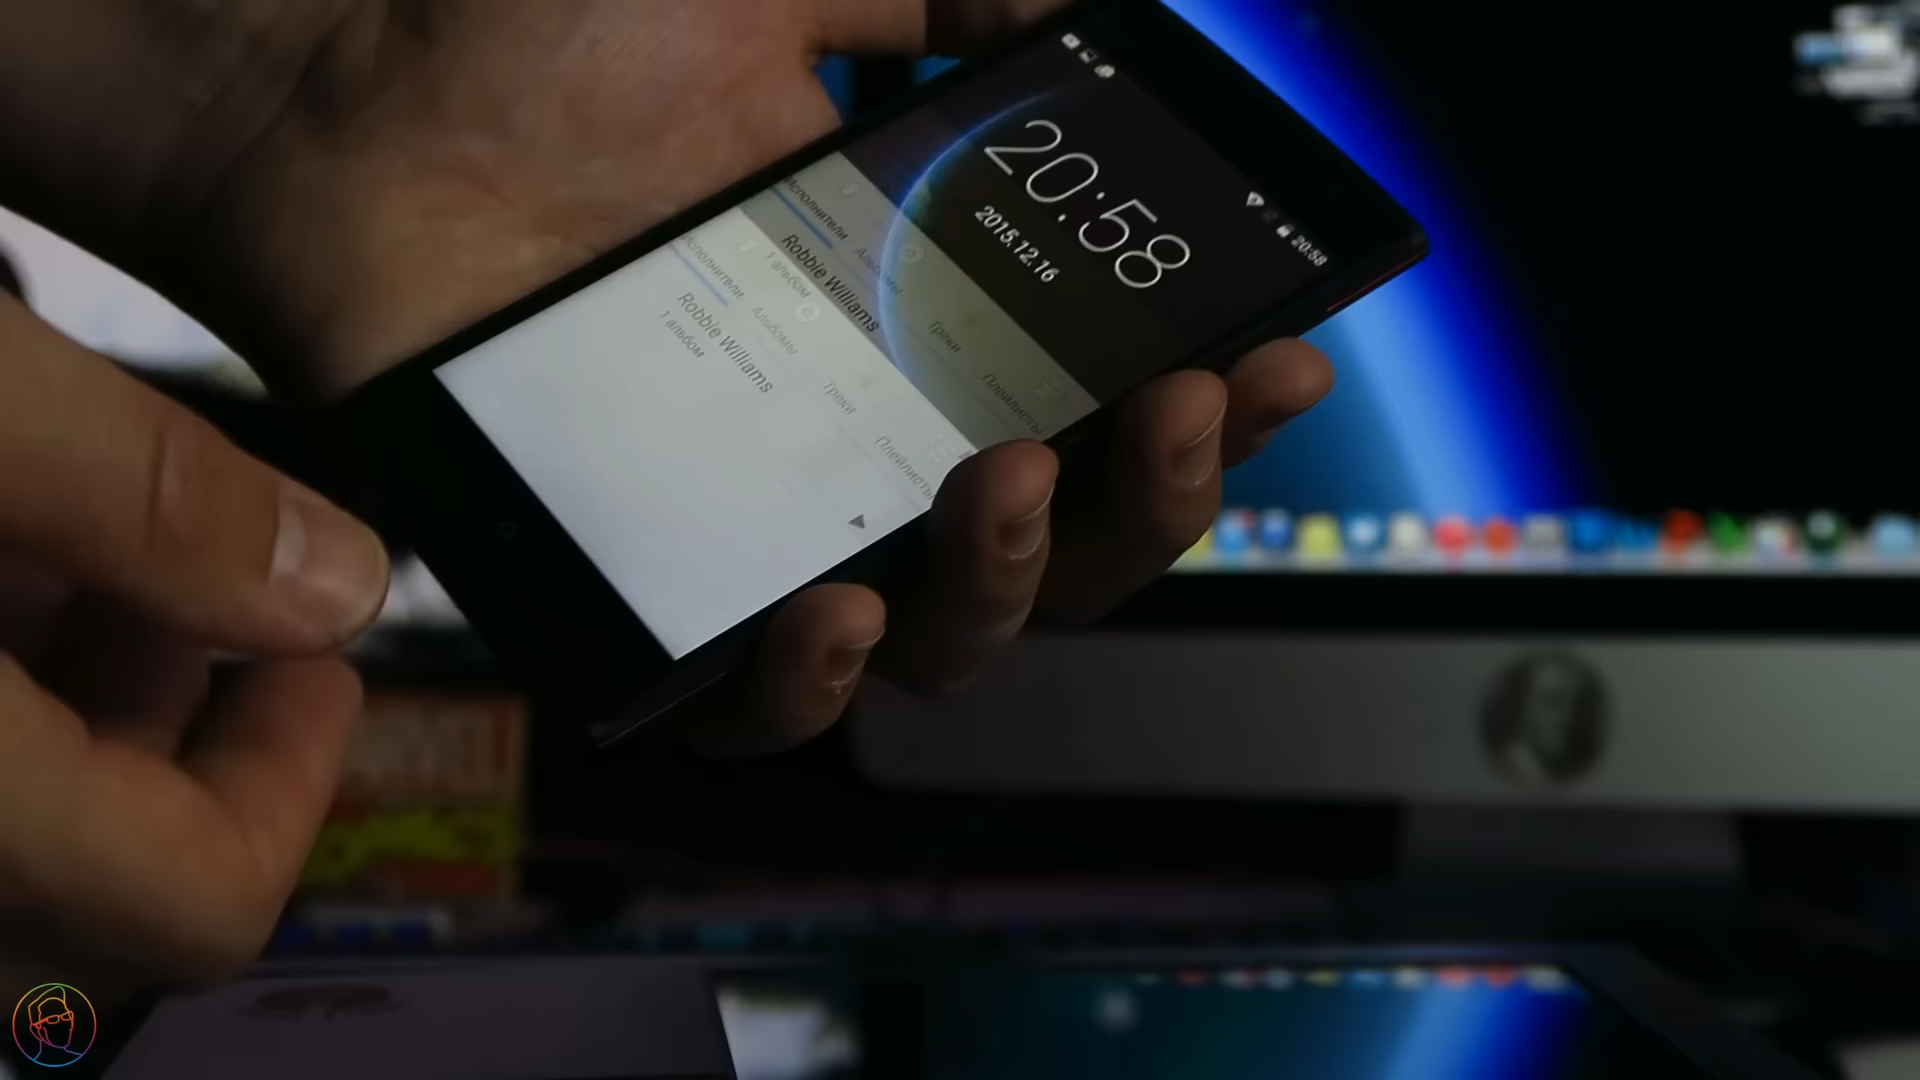 20:58
20:58
2015.12.16
Исполнители
Альбомы
Треки
Плейлисты
Robbie Williams
1 альбом
Исполнители
Альбомы
Треки
Плейлисты
Robbie Williams
1 альбом